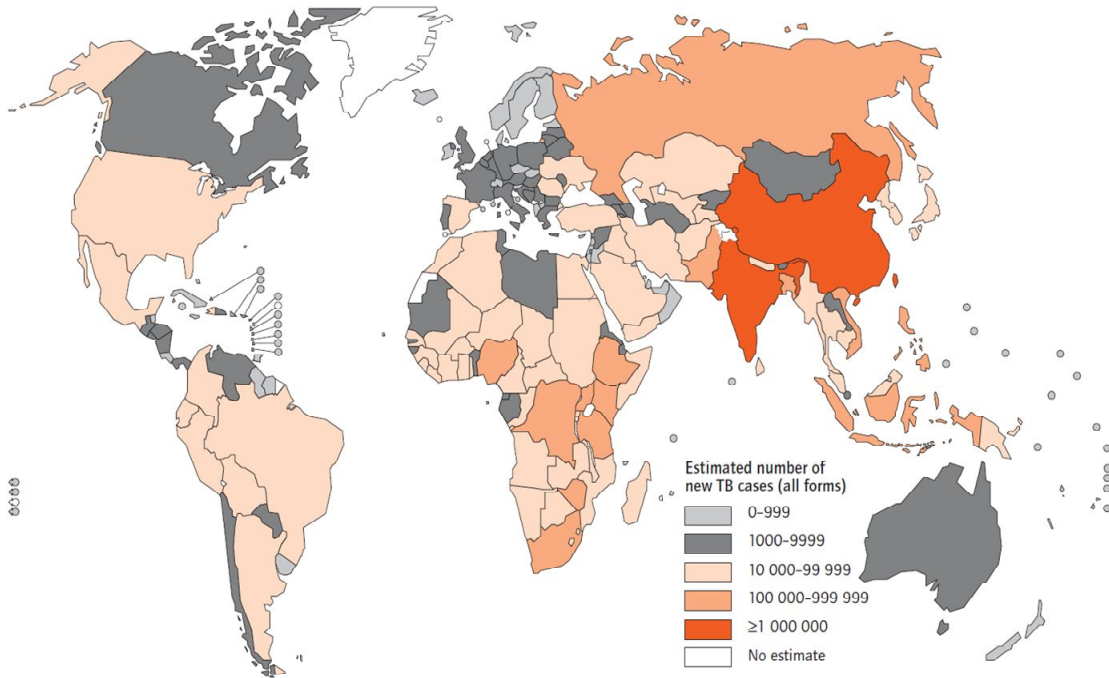 Estimated number of
new TB cases (all forms)
0–999
1000–9999
10 000–99 999
100 000–999 999
≥1 000 000
No estimate